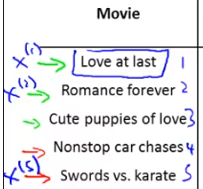 Movie
x^(1) → Love at last 1
x^(2) → Romance forever 2
→ Cute puppies of love 3
→ Nonstop car chases 4
x^(5) → Swords vs. karate 5